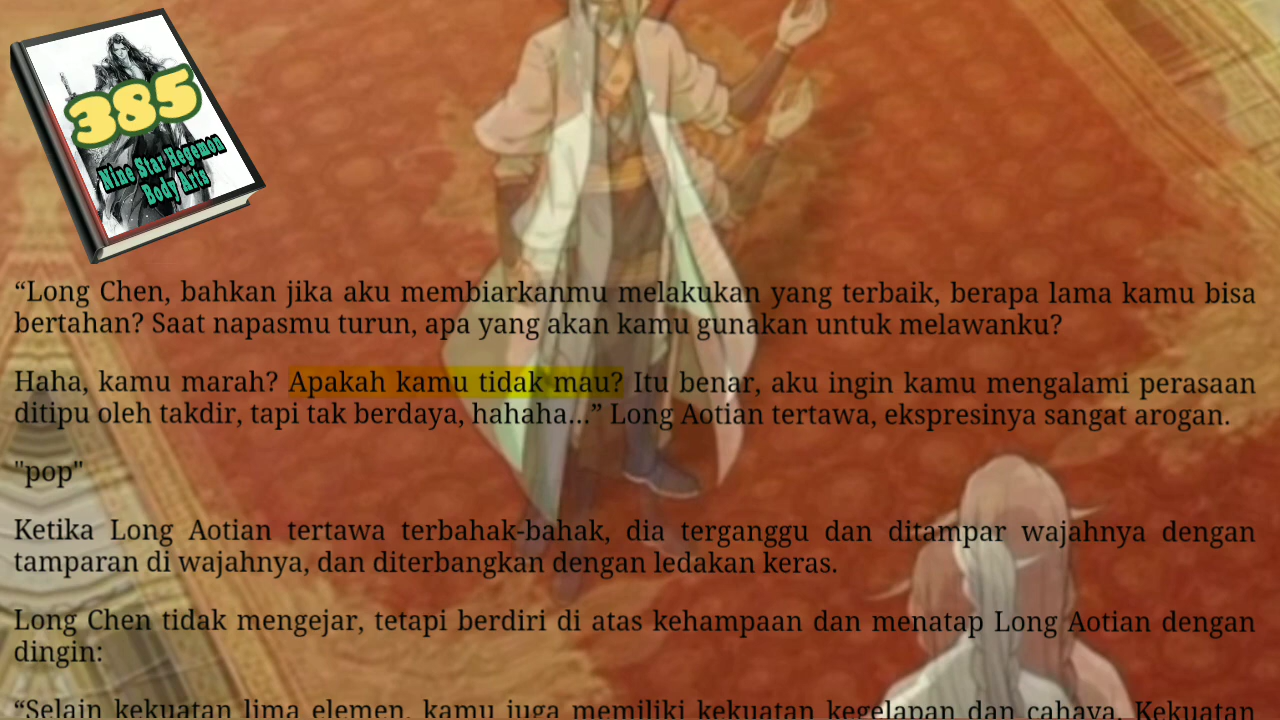 385
Nine Star Hegemon
Body Arts
“Long Chen, bahkan jika aku membiarkanmu melakukan yang terbaik, berapa lama kamu bisa
bertahan? Saat napasmu turun, apa yang akan kamu gunakan untuk melawanku?
Haha, kamu marah? Apakah kamu tidak mau? Itu benar, aku ingin kamu mengalami perasaan
ditipu oleh takdir, tapi tak berdaya, hahaha...” Long Aotian tertawa, ekspresinya sangat arogan.
"pop"
Ketika Long Aotian tertawa terbahak-bahak, dia terganggu dan ditampar wajahnya dengan
tamparan di wajahnya, dan diterbangkan dengan ledakan keras.
Long Chen tidak mengejar, tetapi berdiri di atas kehampaan dan menatap Long Aotian dengan
dingin:
“Selain kekuatan lima elemen, kamu juga memiliki kekuatan kegelapan dan cahaya. Kekuatan